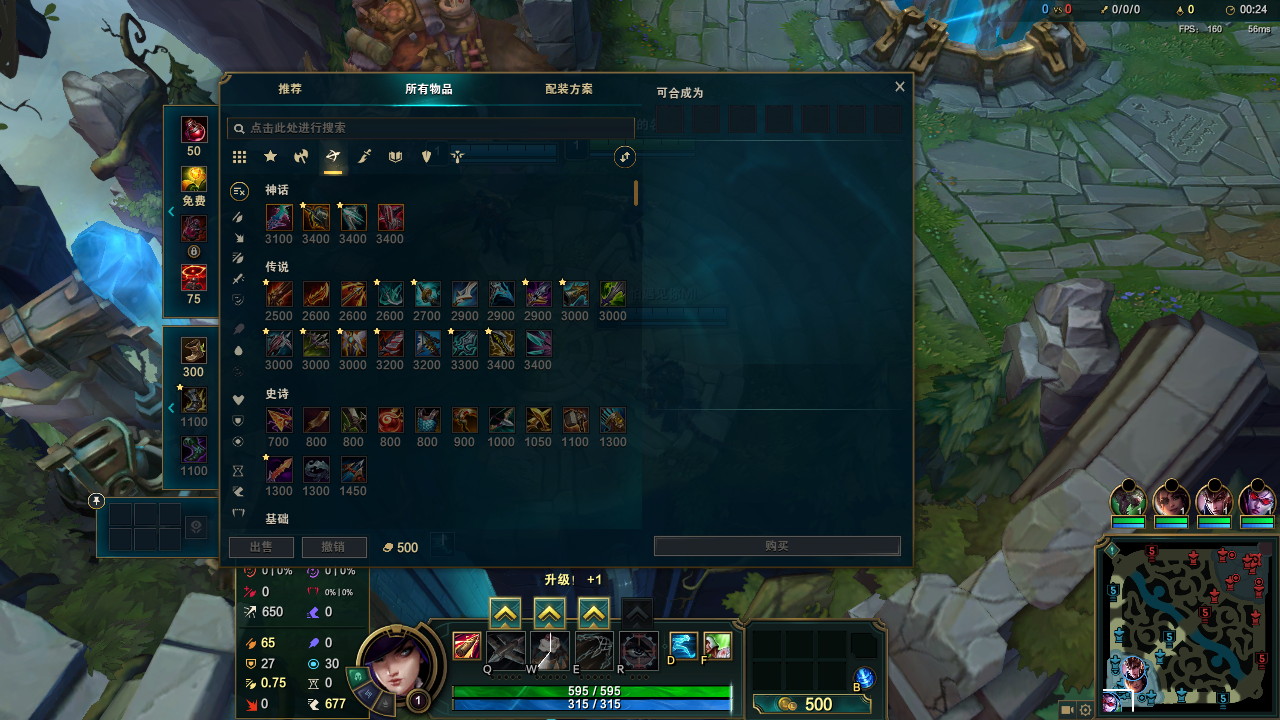 0 vs 0 0/0/0 0 00:24
FPS: 160 56ms
推荐 所有物品 配装方案
可合成为
点击此处进行搜索
50
免费
75
300
1100
1100
神话
3100 3400 3400 3400
传说
2500 2600 2600 2600 2700 2900 2900 2900 3000 3000
3000 3000 3000 3200 3200 3300 3400 3400
史诗
700 800 800 800 800 900 1000 1050 1100 1300
1300 1300 1450
基础
出售 撤销 500 购买
升级! +1
0 | 0% 0 | 0%
0 0% | 0%
650 0
65 0
27 30
0.75 0
0 677
1
Q W E R D F B
595 / 595
315 / 315
500
5
5
5
5
5
5